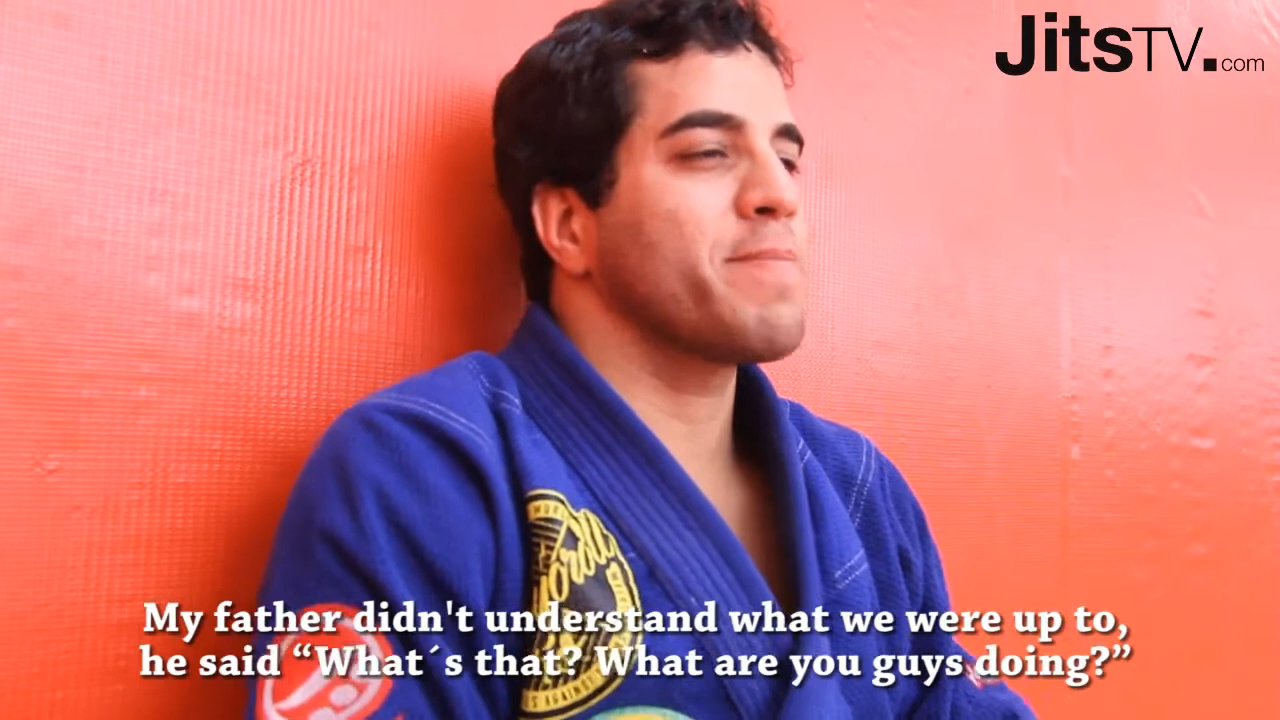 JitsTV.com
My father didn't understand what we were up to,
he said “What´s that? What are you guys doing?”